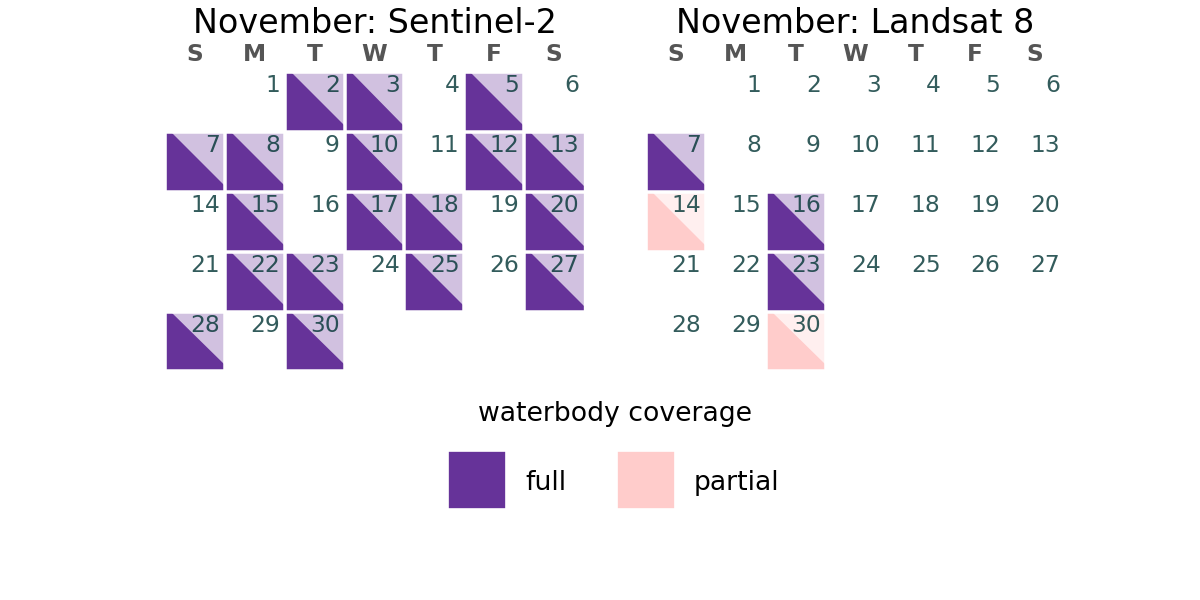 November: Sentinel-2
S M T W T F S
1 2 3 4 5 6
7 8 9 10 11 12 13
14 15 16 17 18 19 20
21 22 23 24 25 26 27
28 29 30
November: Landsat 8
S M T W T F S
1 2 3 4 5 6
7 8 9 10 11 12 13
14 15 16 17 18 19 20
21 22 23 24 25 26 27
28 29 30
waterbody coverage
full partial